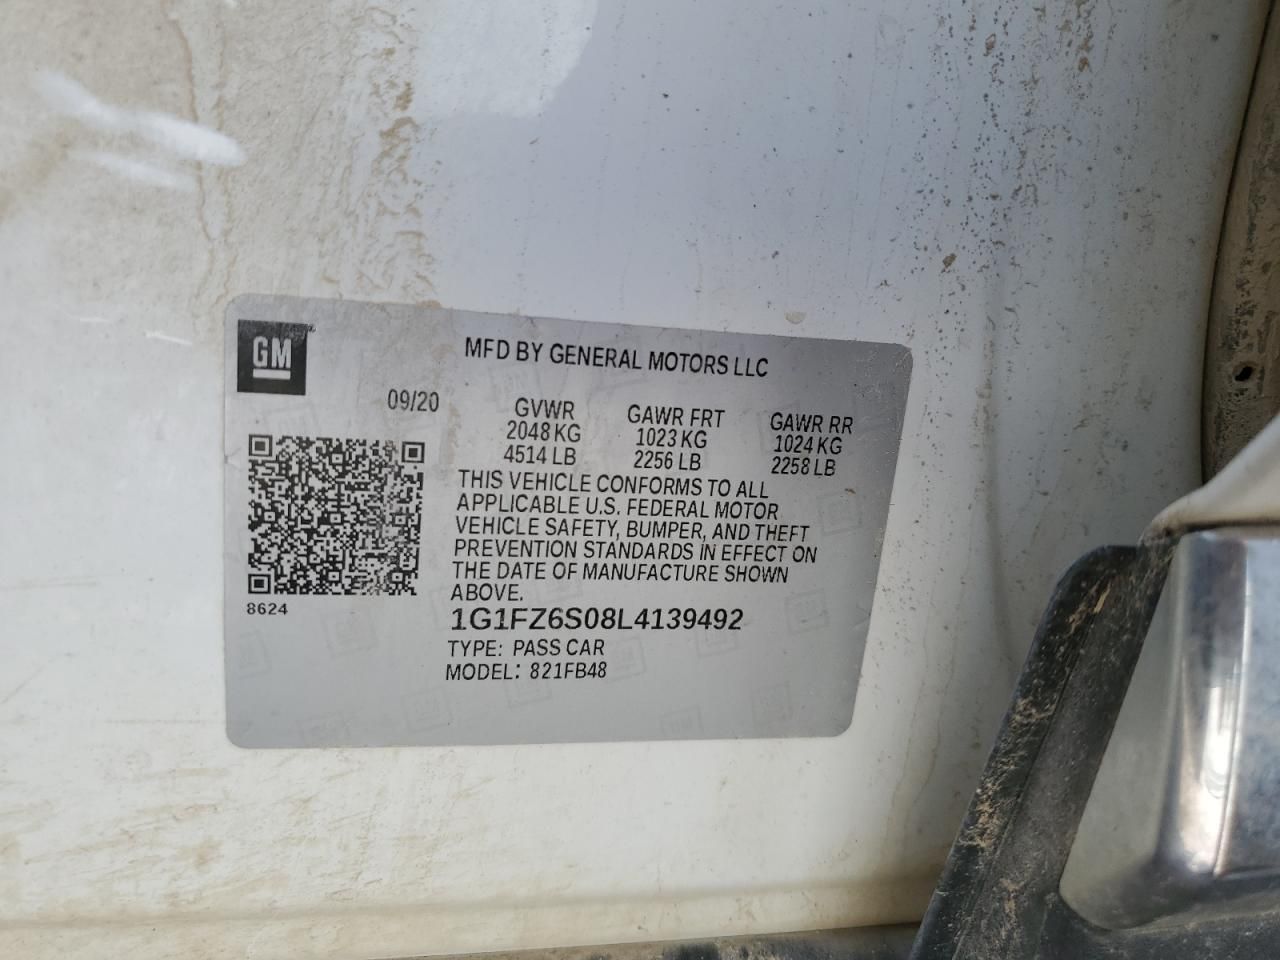 GM
MFD BY GENERAL MOTORS LLC
09/20
GVWR GAWR FRT GAWR RR
2048 KG 1023 KG 1024 KG
4514 LB 2256 LB 2258 LB
THIS VEHICLE CONFORMS TO ALL
APPLICABLE U.S. FEDERAL MOTOR
VEHICLE SAFETY, BUMPER, AND THEFT
PREVENTION STANDARDS IN EFFECT ON
THE DATE OF MANUFACTURE SHOWN
ABOVE.
8624
1G1FZ6S08L4139492
TYPE: PASS CAR
MODEL: 821FB48